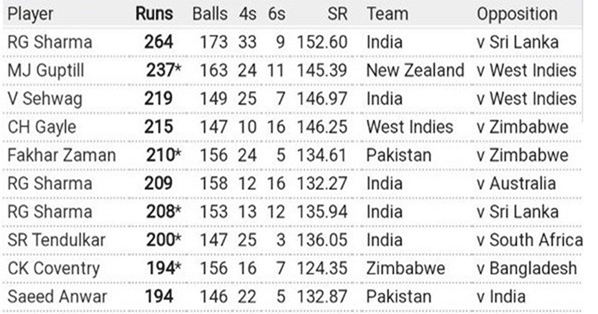 Player Runs Balls 4s 6s SR Team Opposition
RG Sharma 264 173 33 9 152.60 India v Sri Lanka
MJ Guptill 237* 163 24 11 145.39 New Zealand v West Indies
V Sehwag 219 149 25 7 146.97 India v West Indies
CH Gayle 215 147 10 16 146.25 West Indies v Zimbabwe
Fakhar Zaman 210* 156 24 5 134.61 Pakistan v Zimbabwe
RG Sharma 209 158 12 16 132.27 India v Australia
RG Sharma 208* 153 13 12 135.94 India v Sri Lanka
SR Tendulkar 200* 147 25 3 136.05 India v South Africa
CK Coventry 194* 156 16 7 124.35 Zimbabwe v Bangladesh
Saeed Anwar 194 146 22 5 132.87 Pakistan v India